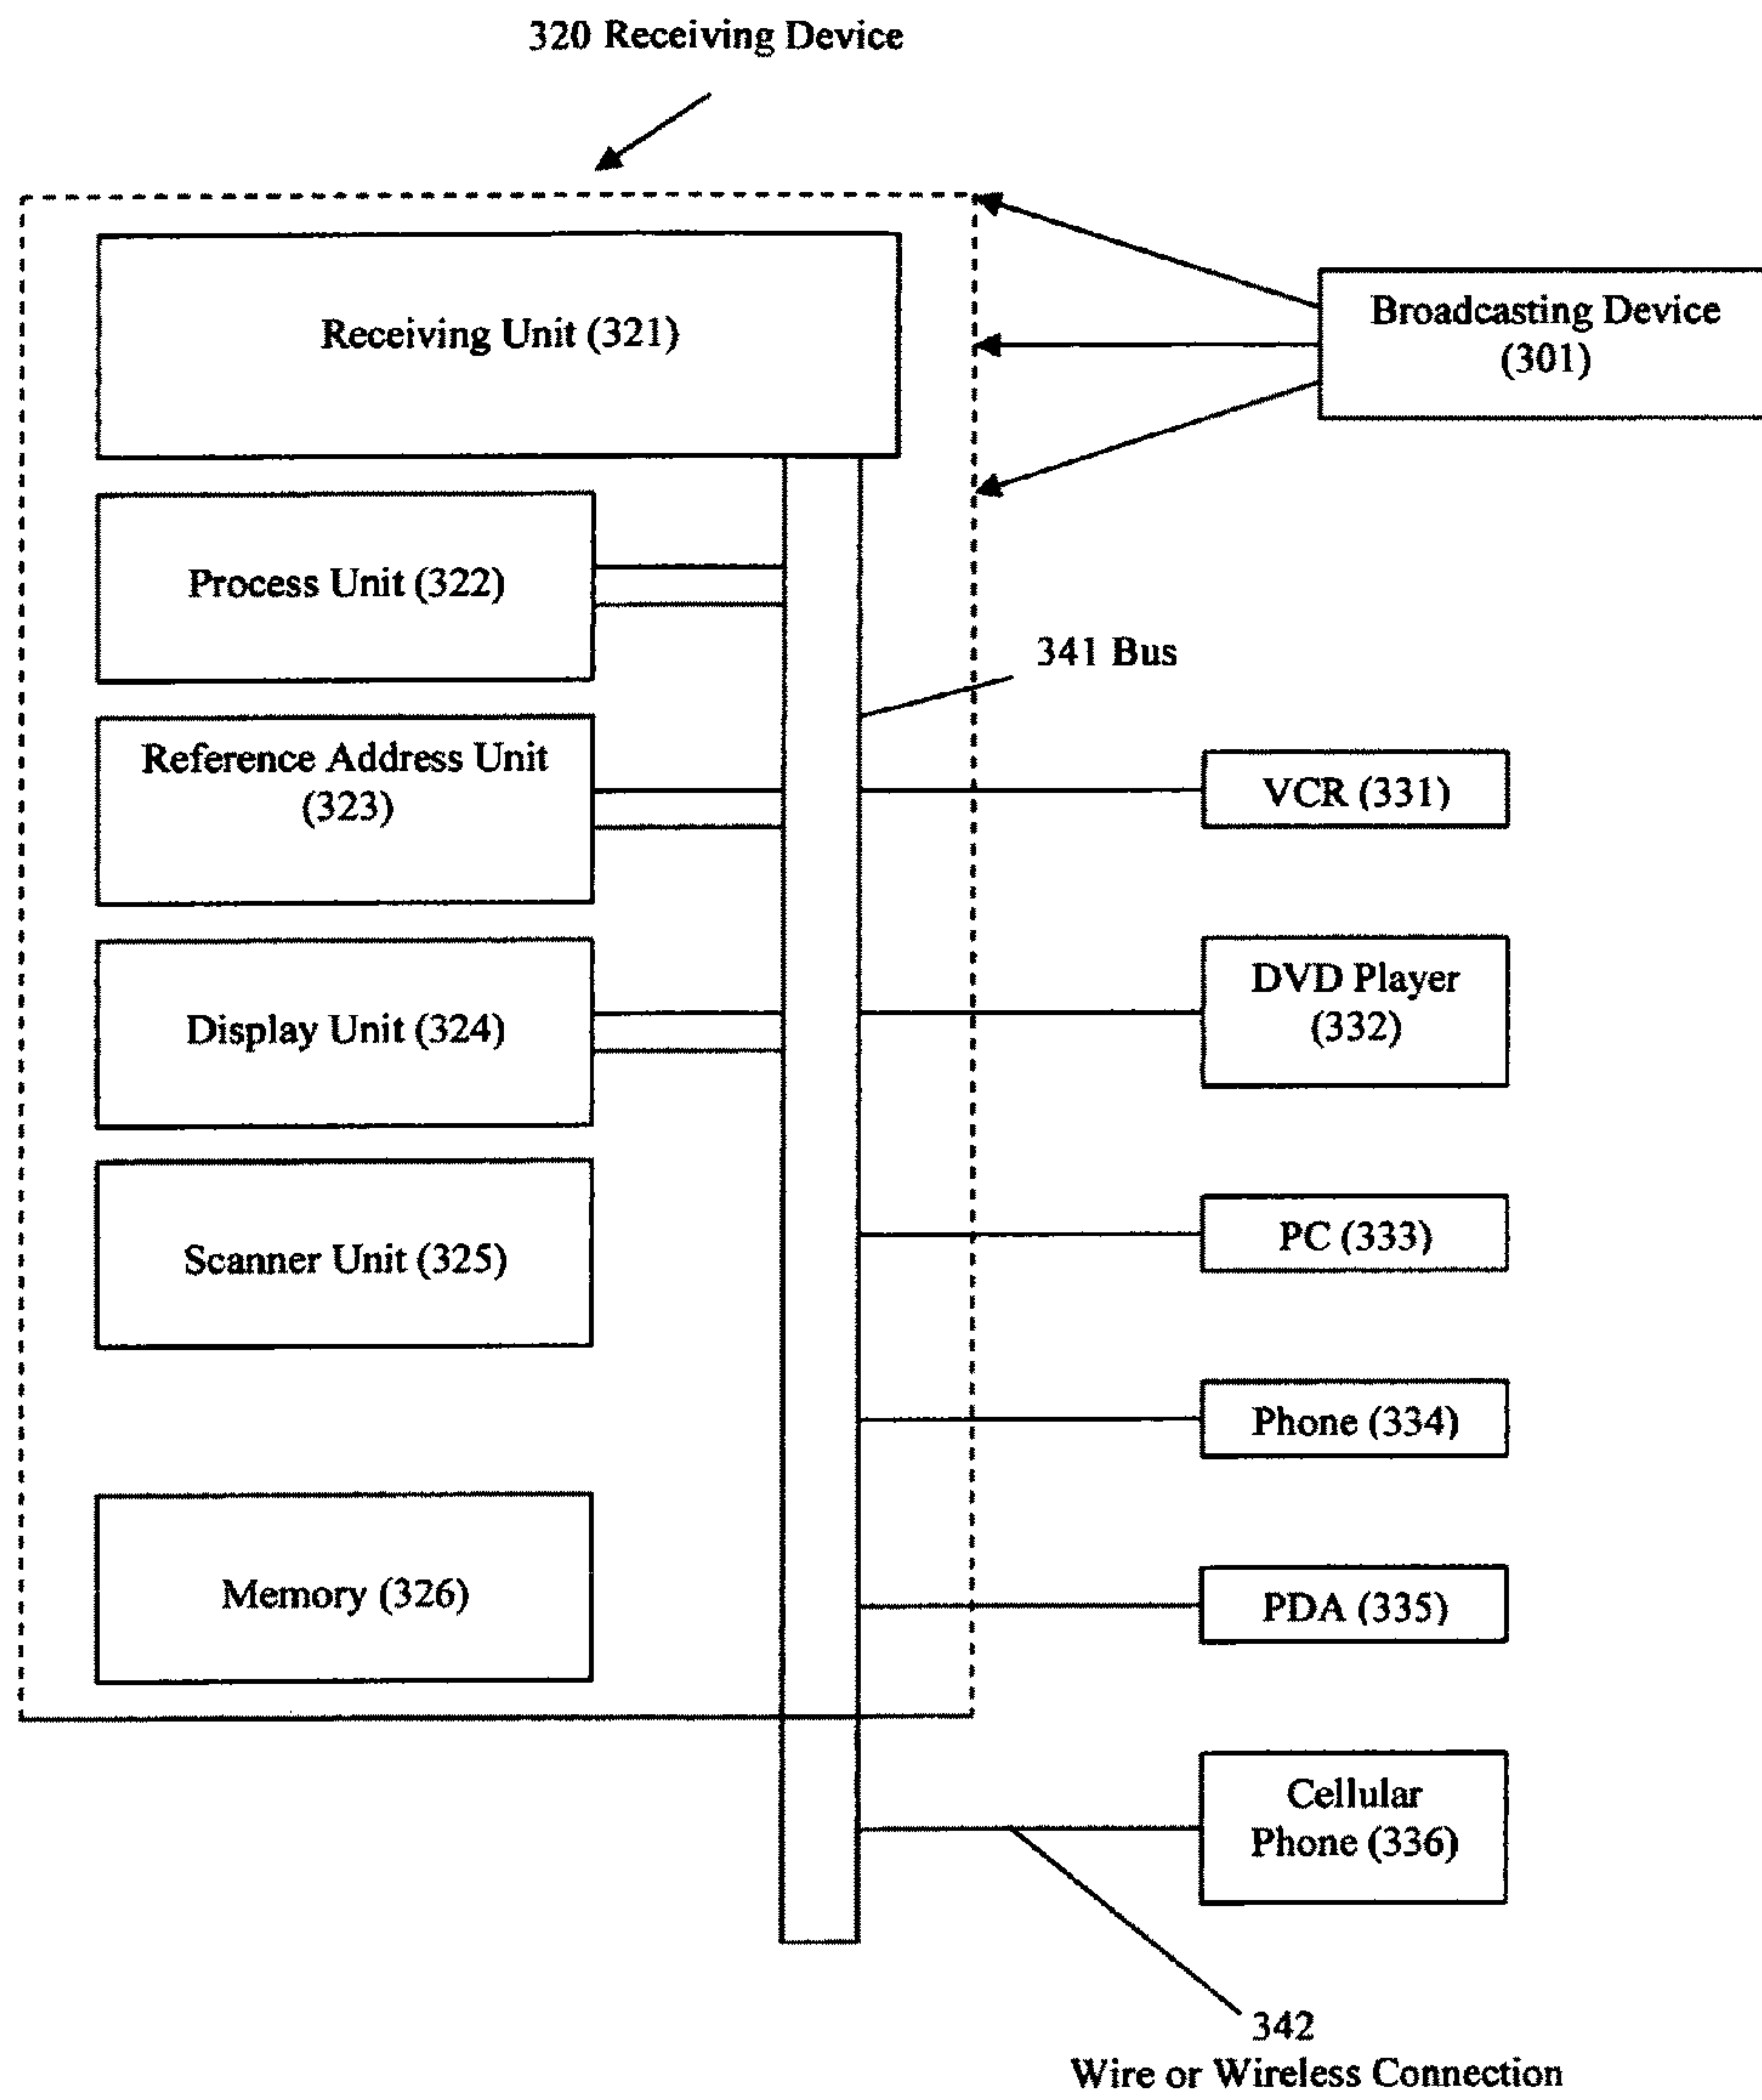 320 Receiving Device
Receiving Unit (321)
Broadcasting Device
(301)
Process Unit (322)
341 Bus
Reference Address Unit
(323)
VCR (331)
Display Unit (324)
DVD Player
(332)
Scanner Unit (325)
PC (333)
Phone (334)
Memory (326)
PDA (335)
Cellular
Phone (336)
342
Wire or Wireless Connection